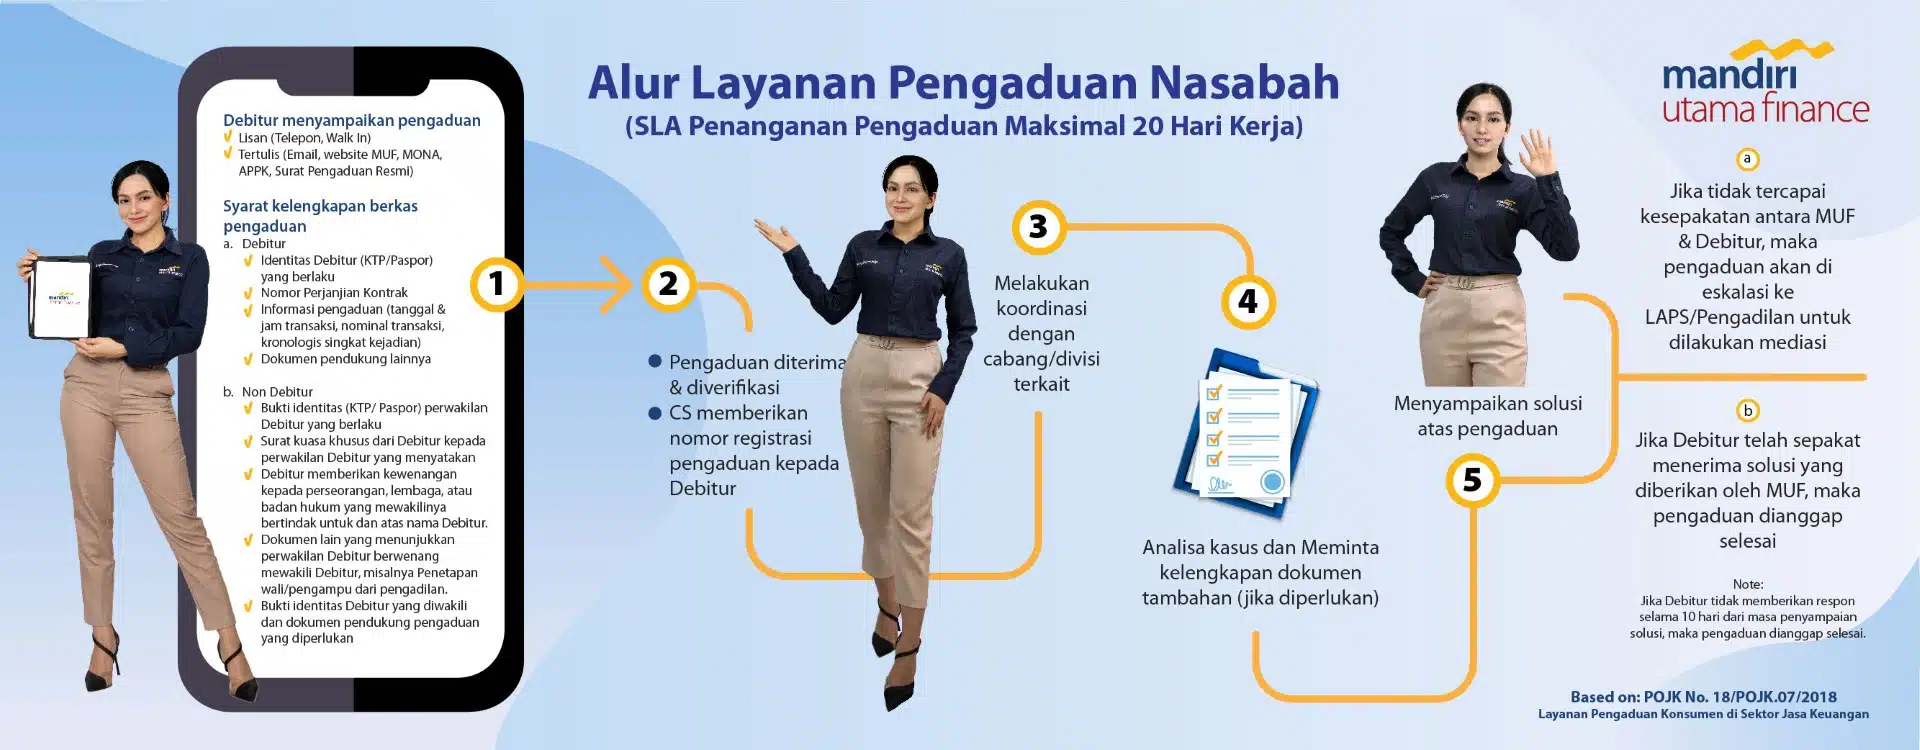 Alur Layanan Pengaduan Nasabah
(SLA Penanganan Pengaduan Maksimal 20 Hari Kerja)
mandiri
utama finance
Debitur menyampaikan pengaduan
Lisan (Telepon, Walk In)
Tertulis (Email, website MUF, MONA,
APPK, Surat Pengaduan Resmi)
Syarat kelengkapan berkas
pengaduan
a. Debitur
Identitas Debitur (KTP/Paspor)
yang berlaku
Nomor Perjanjian Kontrak
Informasi pengaduan (tanggal &
jam transaksi, nominal transaksi,
kronologis singkat kejadian)
Dokumen pendukung lainnya
b. Non Debitur
Bukti identitas (KTP/ Paspor) perwakilan
Debitur yang berlaku
Surat kuasa khusus dari Debitur kepada
perwakilan Debitur yang menyatakan
Debitur memberikan kewenangan
kepada perseorangan, lembaga, atau
badan hukum yang mewakilinya
bertindak untuk dan atas nama Debitur.
Dokumen lain yang menunjukkan
perwakilan Debitur berwenang
mewakili Debitur, misalnya Penetapan
wali/pengampu dari pengadilan.
Bukti identitas Debitur yang diwakili
dan dokumen pendukung pengaduan
yang diperlukan
mandiri
1
2
Pengaduan diterima
& diverifikasi
CS memberikan
nomor registrasi
pengaduan kepada
Debitur
3
Melakukan
koordinasi
dengan
cabang/divisi
terkait
4
Analisa kasus dan Meminta
kelengkapan dokumen
tambahan (jika diperlukan)
Menyampaikan solusi
atas pengaduan
5
a
Jika tidak tercapai
kesepakatan antara MUF
& Debitur, maka
pengaduan akan di
eskalasi ke
LAPS/Pengadilan untuk
dilakukan mediasi
b
Jika Debitur telah sepakat
menerima solusi yang
diberikan oleh MUF, maka
pengaduan dianggap
selesai
Note:
Jika Debitur tidak memberikan respon
selama 10 hari dari masa penyampaian
solusi, maka pengaduan dianggap selesai.
Based on: POJK No. 18/POJK.07/2018
Layanan Pengaduan Konsumen di Sektor Jasa Keuangan